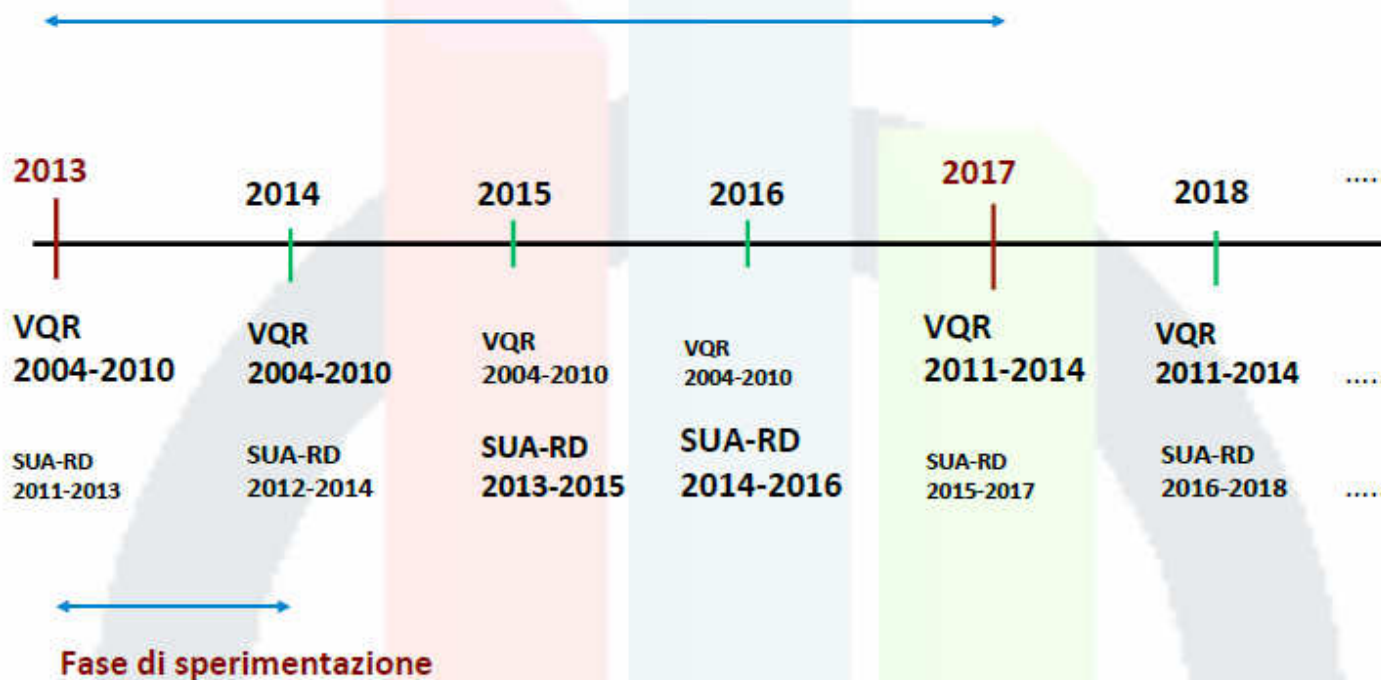 2013
2014
2015
2016
2017
2018
.....
VQR
2004-2010
VQR
2004-2010
VQR
2004-2010
VQR
2004-2010
VQR
2011-2014
VQR
2011-2014
.....
SUA-RD
2011-2013
SUA-RD
2012-2014
SUA-RD
2013-2015
SUA-RD
2014-2016
SUA-RD
2015-2017
SUA-RD
2016-2018
.....
Fase di sperimentazione